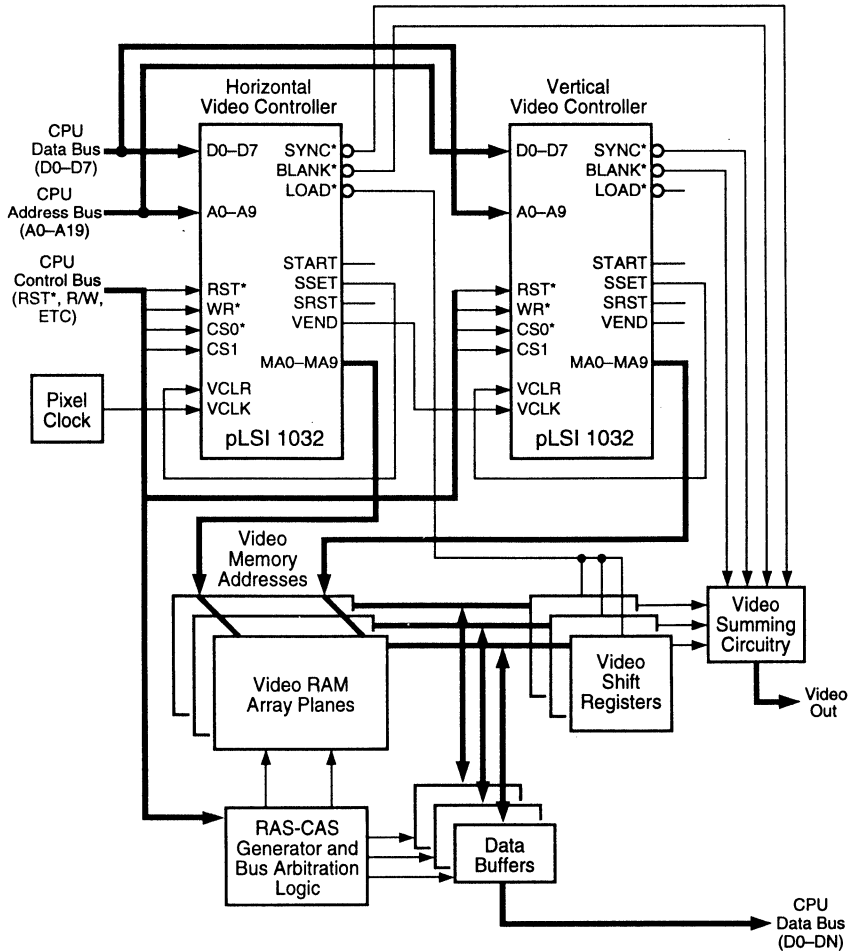 Horizontal
Video Controller
Vertical
Video Controller
CPU
Data Bus
(D0–D7)
CPU
Address Bus
(A0–A19)
CPU
Control Bus
(RST*, R/W,
ETC)
Pixel
Clock
D0–D7
A0–A9
RST*
WR*
CS0*
CS1
VCLR
VCLK
SYNC*
BLANK*
LOAD*
START
SSET
SRST
VEND
MA0–MA9
pLSI 1032
D0–D7
A0–A9
RST*
WR*
CS0*
CS1
VCLR
VCLK
SYNC*
BLANK*
LOAD*
START
SSET
SRST
VEND
MA0–MA9
pLSI 1032
Video
Memory
Addresses
Video RAM
Array Planes
Video
Shift
Registers
Video
Summing
Circuitry
Video
Out
RAS-CAS
Generator and
Bus Arbitration
Logic
Data
Buffers
CPU
Data Bus
(D0–DN)